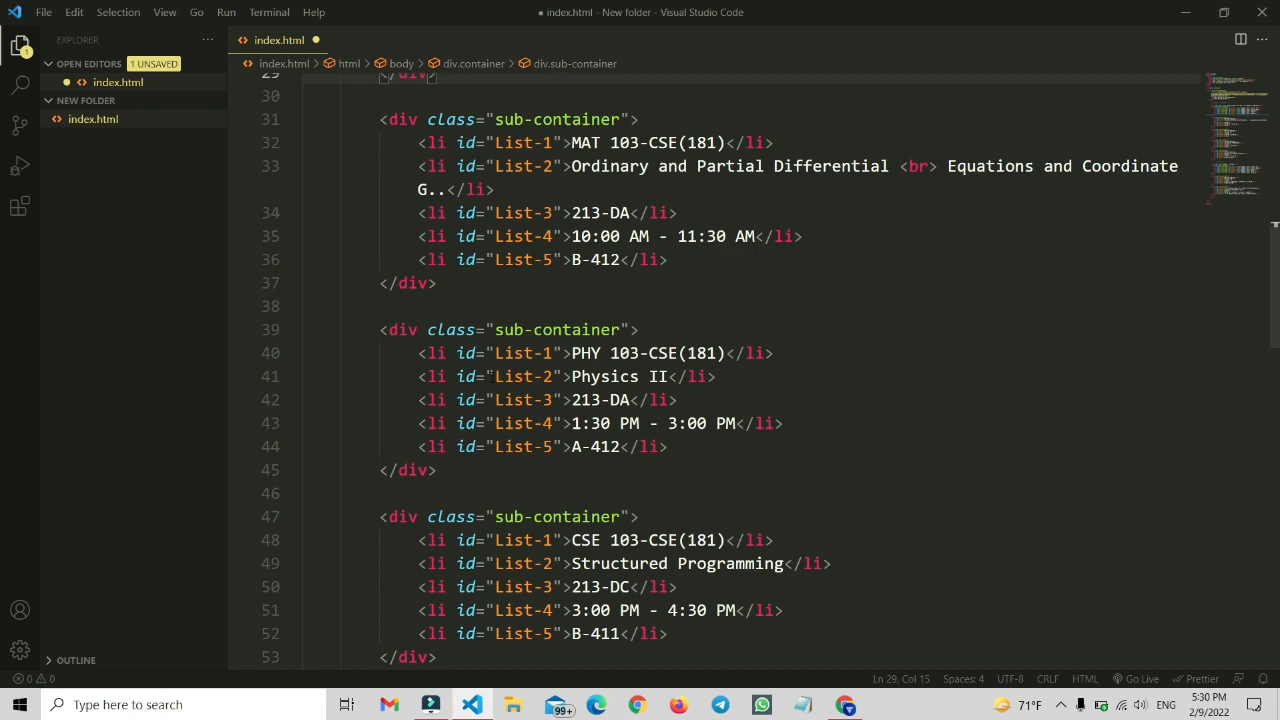 File Edit Selection View Go Run Terminal Help
● index.html - New folder - Visual Studio Code
EXPLORER
index.html
OPEN EDITORS 1 UNSAVED
index.html > html > body > div.container > div.sub-container
index.html
NEW FOLDER
index.html
30
31 <div class="sub-container">
32 <li id="List-1">MAT 103-CSE(181)</li>
33 <li id="List-2">Ordinary and Partial Differential <br> Equations and Coordinate
G..</li>
34 <li id="List-3">213-DA</li>
35 <li id="List-4">10:00 AM - 11:30 AM</li>
36 <li id="List-5">B-412</li>
37 </div>
38
39 <div class="sub-container">
40 <li id="List-1">PHY 103-CSE(181)</li>
41 <li id="List-2">Physics II</li>
42 <li id="List-3">213-DA</li>
43 <li id="List-4">1:30 PM - 3:00 PM</li>
44 <li id="List-5">A-412</li>
45 </div>
46
47 <div class="sub-container">
48 <li id="List-1">CSE 103-CSE(181)</li>
49 <li id="List-2">Structured Programming</li>
50 <li id="List-3">213-DC</li>
51 <li id="List-4">3:00 PM - 4:30 PM</li>
52 <li id="List-5">B-411</li>
53 </div>
OUTLINE
0 0
Ln 29, Col 15 Spaces: 4 UTF-8 CRLF HTML Go Live Prettier
Type here to search
99+
71°F
5:30 PM
2/9/2022